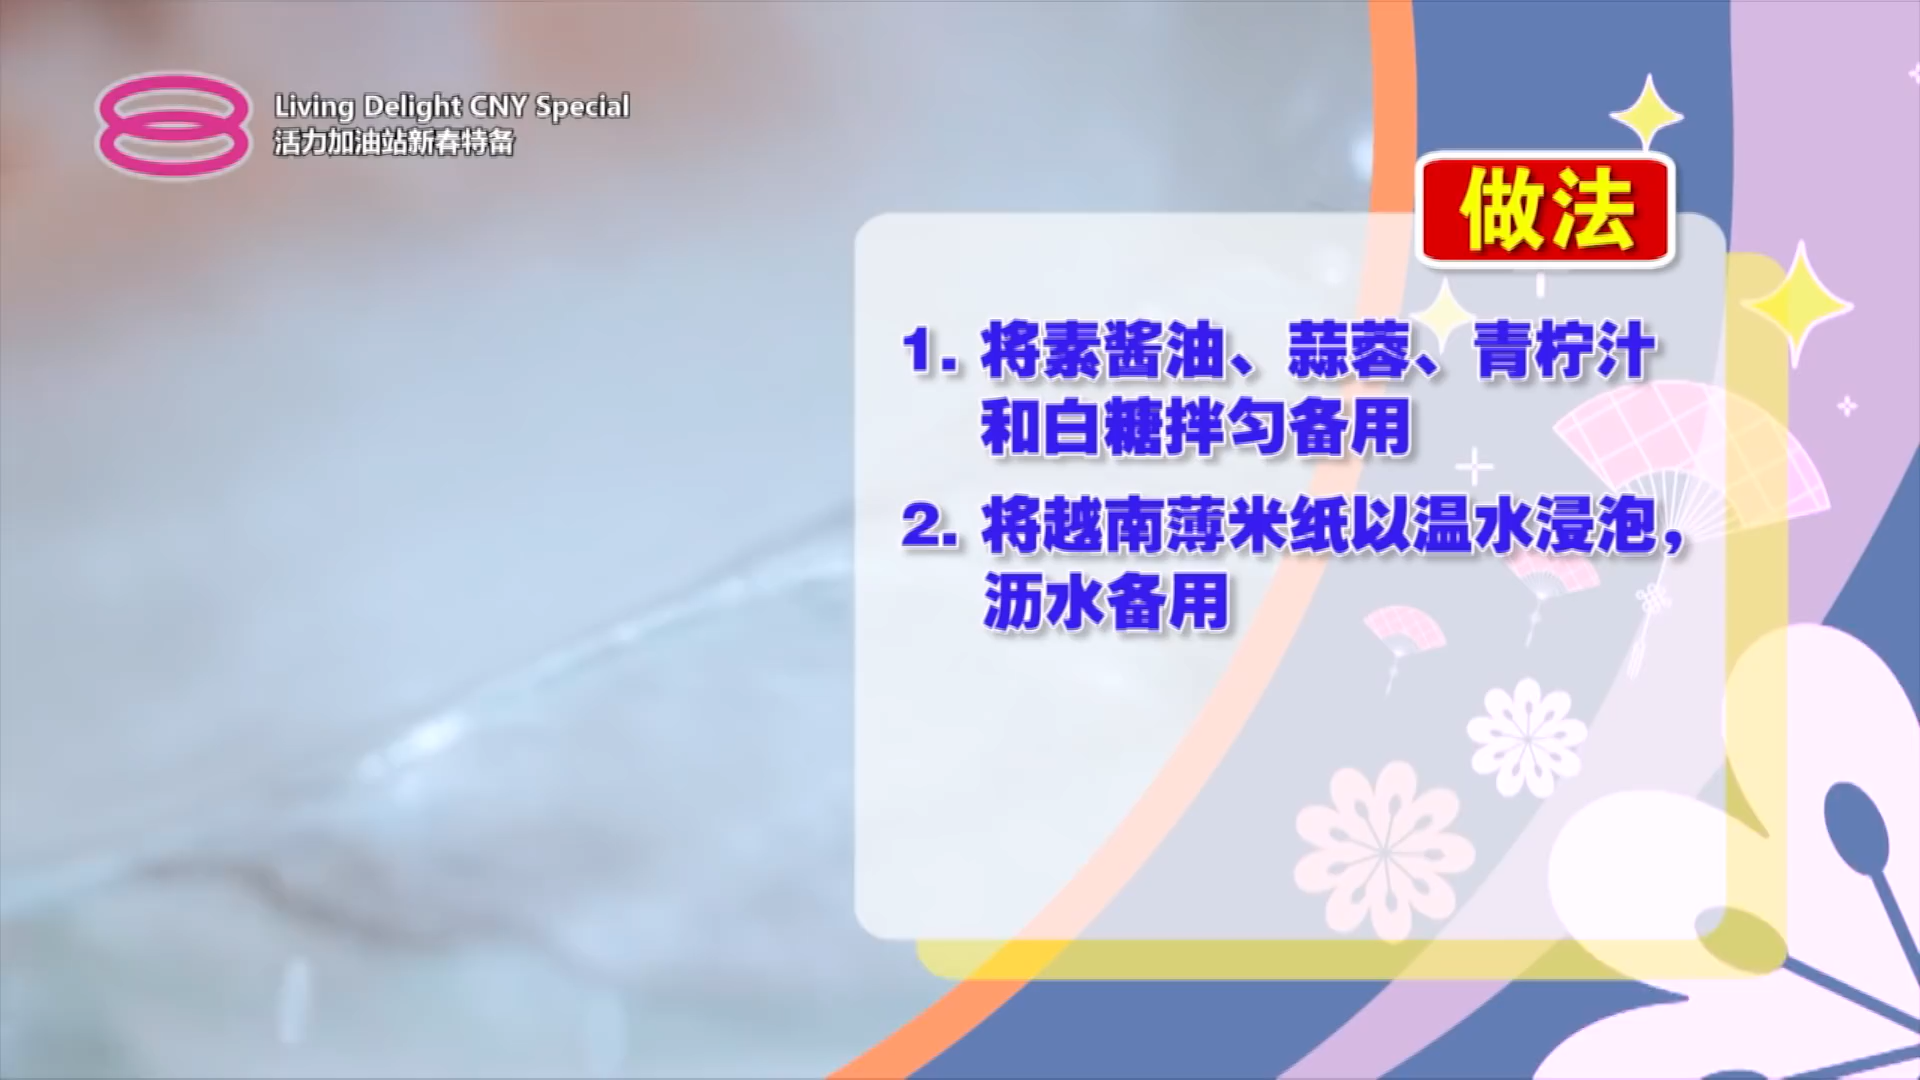 Living Delight CNY Special
活力加油站新春特备
做法
1. 将素酱油、蒜蓉、青柠汁
和白糖拌匀备用
2. 将越南薄米纸以温水浸泡，
沥水备用